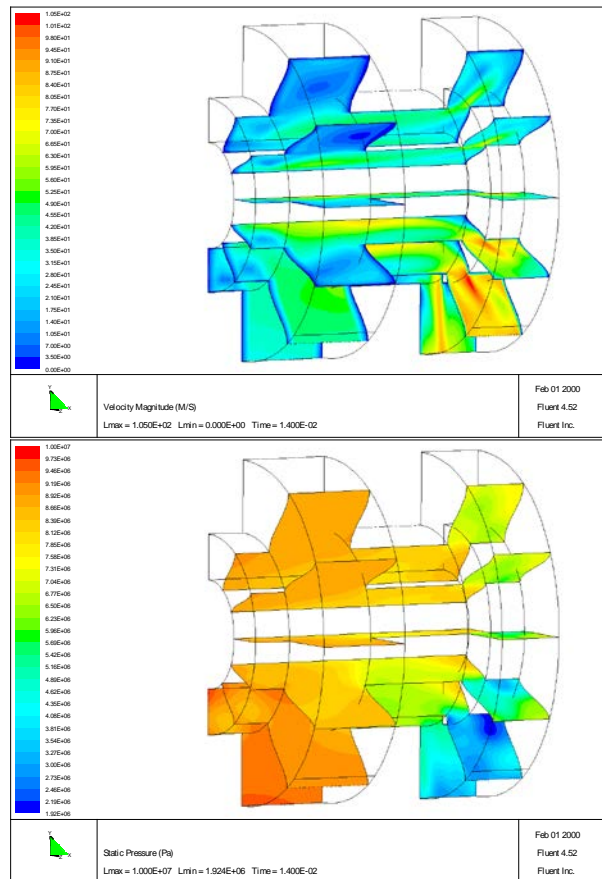 1.05E+02
1.01E+02
9.80E+01
9.45E+01
9.10E+01
8.75E+01
8.40E+01
8.05E+01
7.70E+01
7.35E+01
7.00E+01
6.65E+01
6.30E+01
5.95E+01
5.60E+01
5.25E+01
4.90E+01
4.55E+01
4.20E+01
3.85E+01
3.50E+01
3.15E+01
2.80E+01
2.45E+01
2.10E+01
1.75E+01
1.40E+01
1.05E+01
7.00E+00
3.50E+00
0.00E+00
Y
X
Z
Velocity Magnitude (M/S)
Lmax = 1.050E+02 Lmin = 0.000E+00 Time = 1.400E-02
Feb 01 2000
Fluent 4.52
Fluent Inc.
1.00E+07
9.73E+06
9.46E+06
9.19E+06
8.92E+06
8.65E+06
8.39E+06
8.12E+06
7.85E+06
7.58E+06
7.31E+06
7.04E+06
6.77E+06
6.50E+06
6.23E+06
5.96E+06
5.69E+06
5.42E+06
5.16E+06
4.89E+06
4.62E+06
4.35E+06
4.08E+06
3.81E+06
3.54E+06
3.27E+06
3.00E+06
2.73E+06
2.46E+06
2.19E+06
1.92E+06
Y
X
Z
Static Pressure (Pa)
Lmax = 1.000E+07 Lmin = 1.924E+06 Time = 1.400E-02
Feb 01 2000
Fluent 4.52
Fluent Inc.